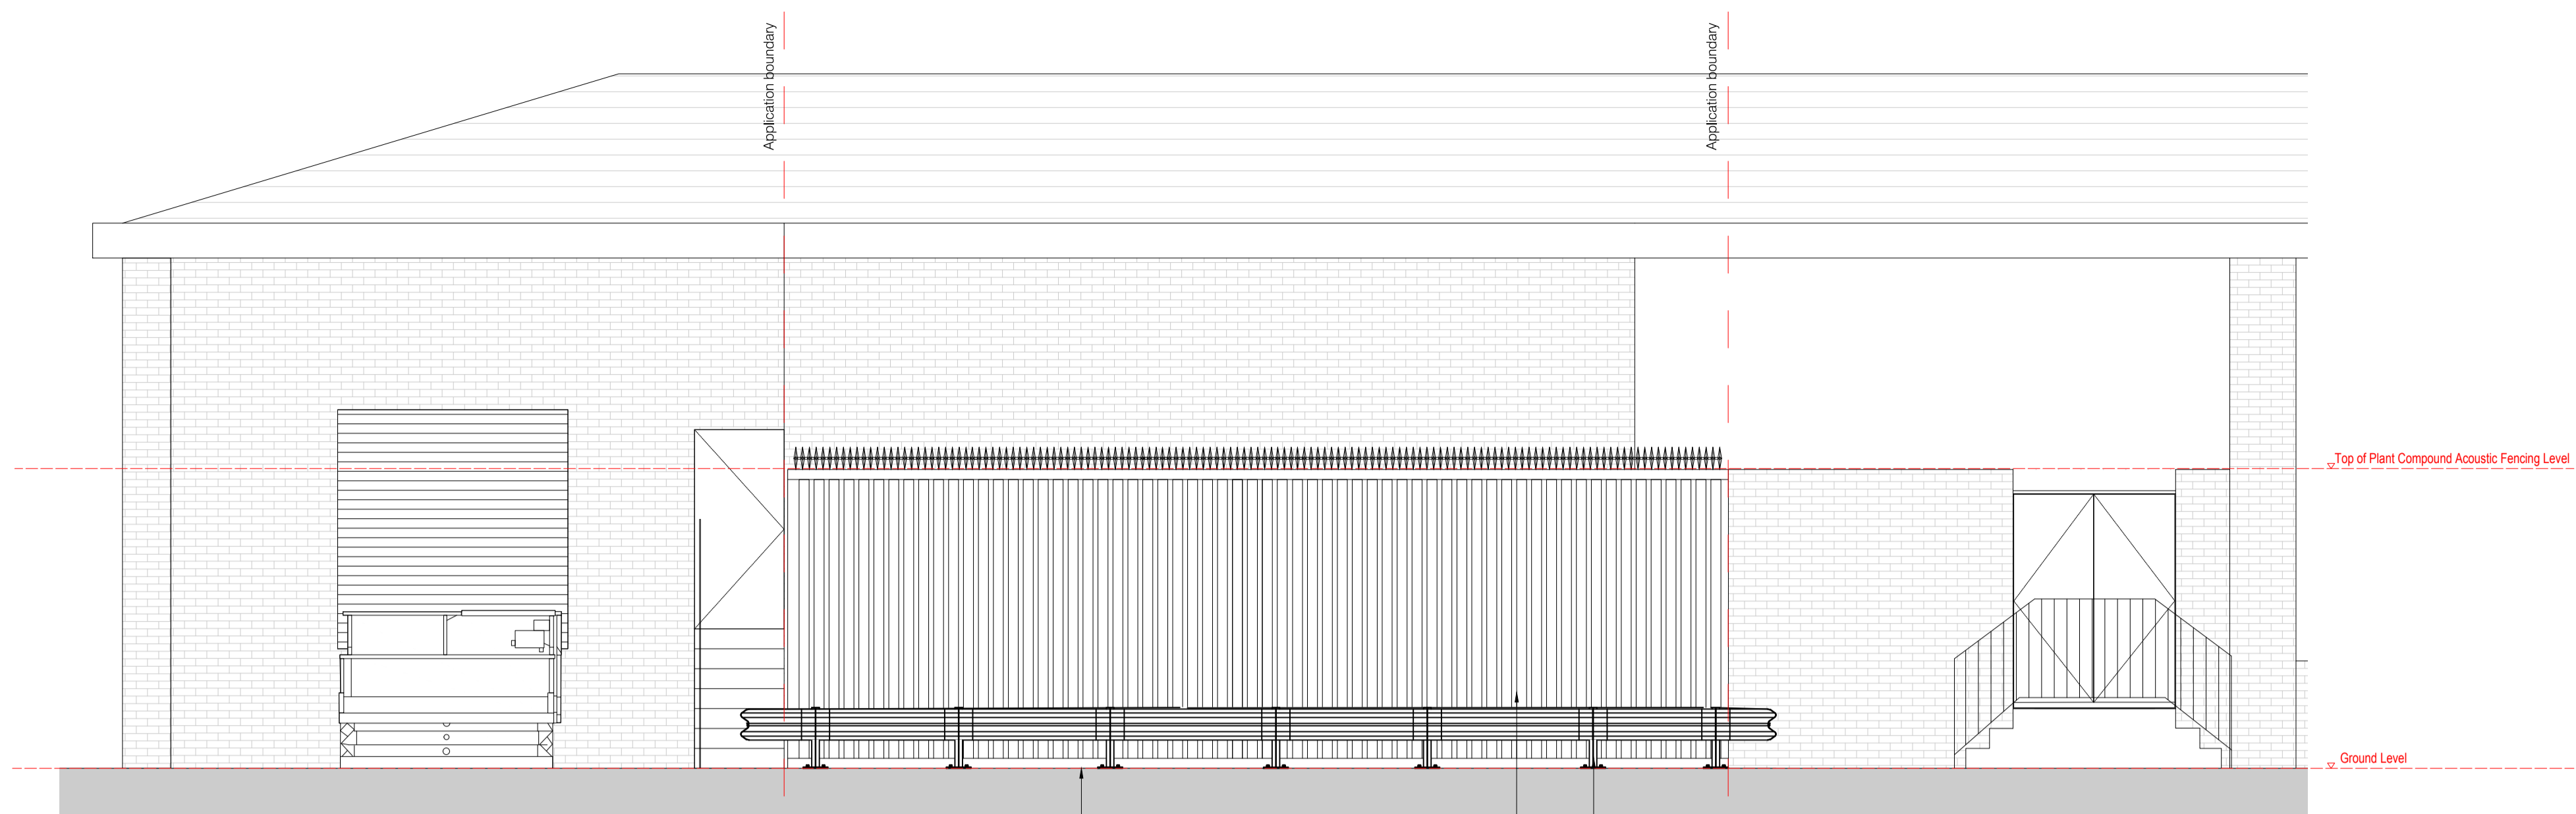 Application boundary
Application boundary
Top of Plant Compound Acoustic Fencing Level
Ground Level